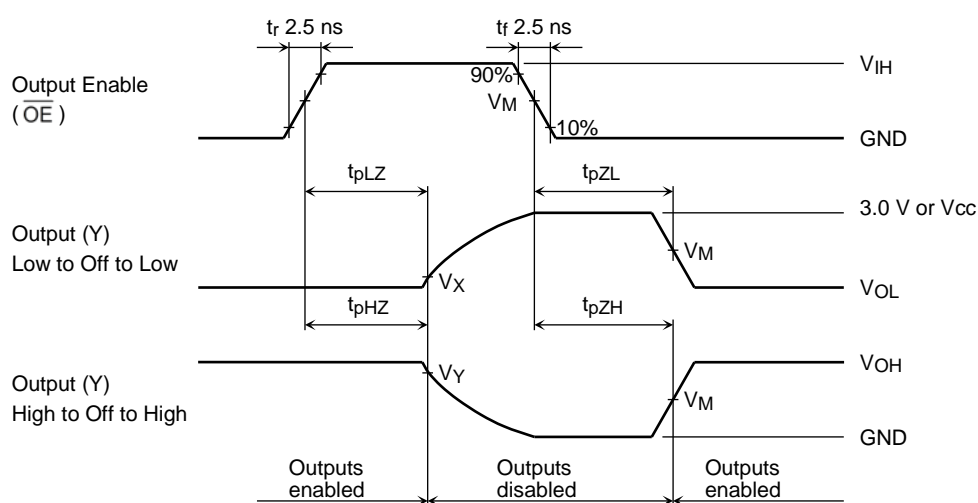 tr 2.5 ns
tf 2.5 ns
Output Enable
( OE )
90%
VM
10%
VIH
GND
tpLZ
tpZL
3.0 V or Vcc
Output (Y)
Low to Off to Low
VX
VM
VOL
tpHZ
tpZH
Output (Y)
High to Off to High
VY
VM
VOH
GND
Outputs
enabled
Outputs
disabled
Outputs
enabled